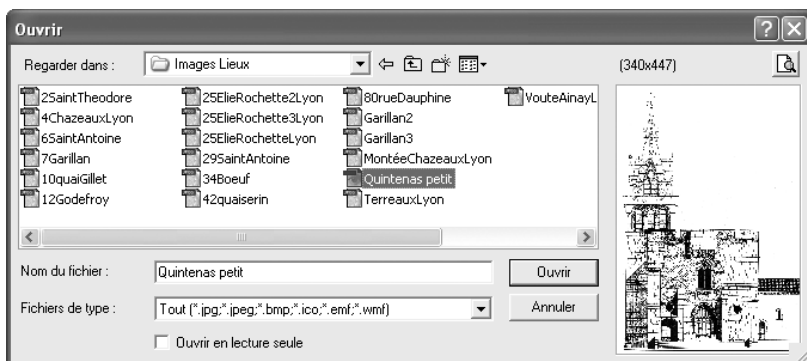 Ouvrir
Regarder dans : Images Lieux (340x447)
2SaintTheodore 25ElieRochette2Lyon 80rueDauphine VouteAinayL
4ChazeauxLyon 25ElieRochette3Lyon Garillan2
6SaintAntoine 25ElieRochetteLyon Garillan3
7Garillan 29SaintAntoine MontéeChazeauxLyon
10quaiGillet 34Boeuf Quintenas petit
12Godefroy 42quaiserin TerreauxLyon
Nom du fichier : Quintenas petit Ouvrir
Fichiers de type : Tout (*.jpg;*.jpeg;*.bmp;*.ico;*.emf;*.wmf) Annuler
Ouvrir en lecture seule